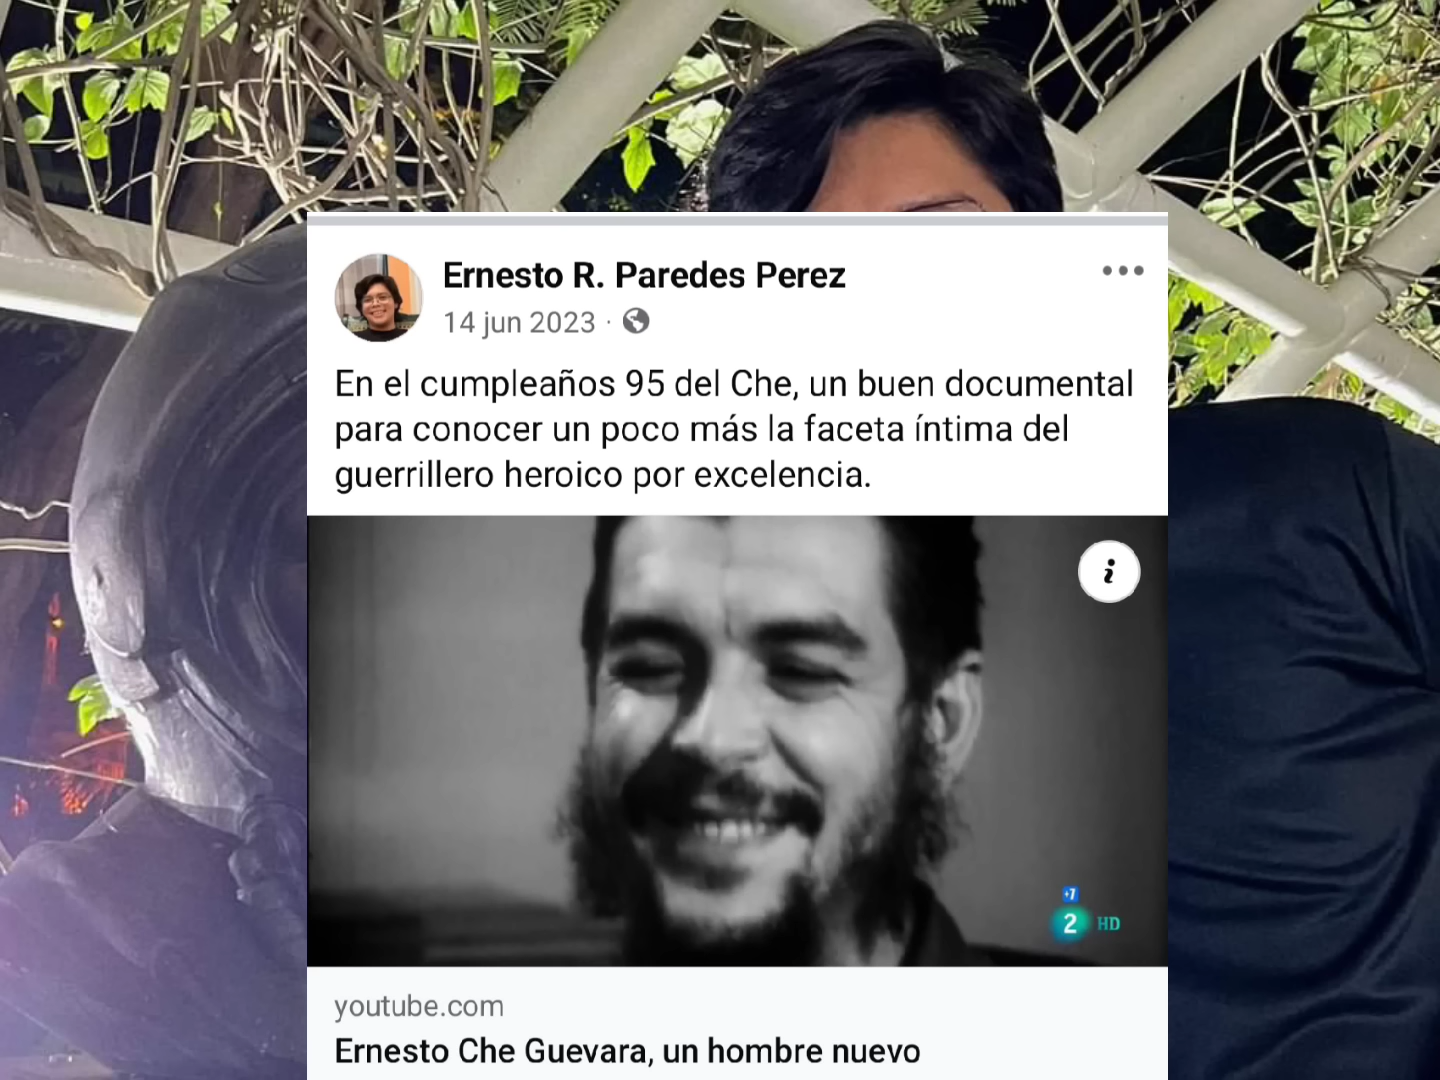 Ernesto R. Paredes Perez
14 jun 2023 ·
En el cumpleaños 95 del Che, un buen documental
para conocer un poco más la faceta íntima del
guerrillero heroico por excelencia.
i
+7
2 HD
youtube.com
Ernesto Che Guevara, un hombre nuevo